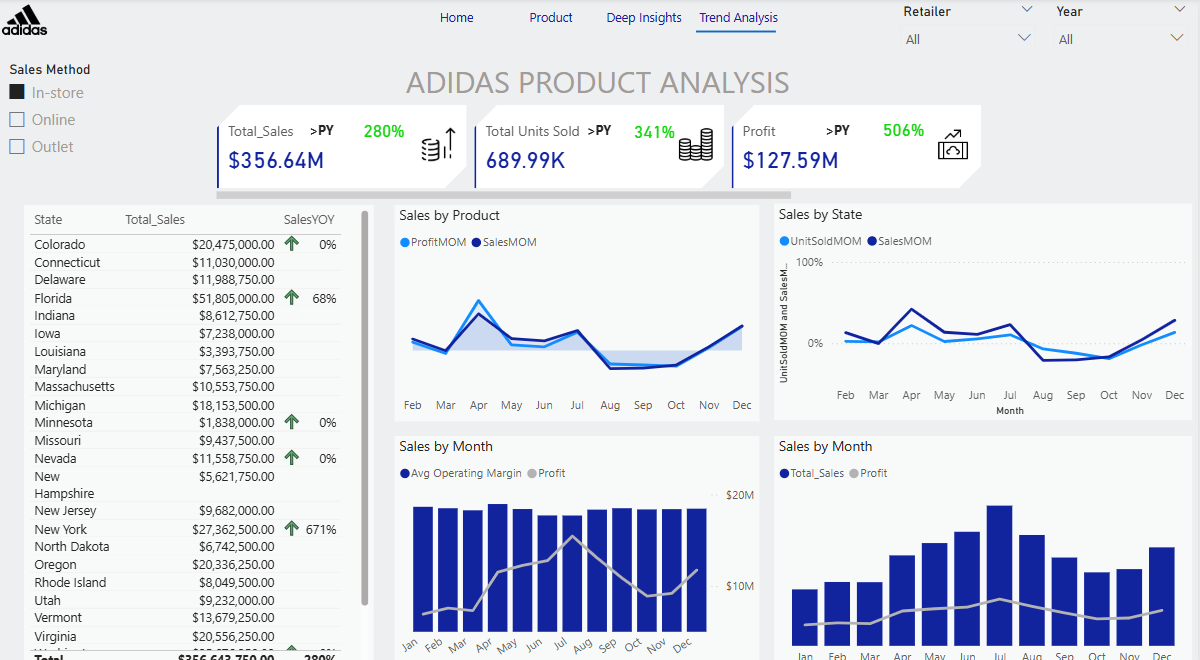 adidas
Home Product Deep Insights Trend Analysis
Retailer
All
Year
All
Sales Method
In-store
Online
Outlet
ADIDAS PRODUCT ANALYSIS
Total_Sales >PY 280%
$356.64M
Total Units Sold >PY 341%
689.99K
Profit >PY 506%
$127.59M
State Total_Sales SalesYOY
Colorado $20,475,000.00 0%
Connecticut $11,030,000.00
Delaware $11,988,750.00
Florida $51,805,000.00 68%
Indiana $8,612,750.00
Iowa $7,238,000.00
Louisiana $3,393,750.00
Maryland $7,563,250.00
Massachusetts $10,553,750.00
Michigan $18,153,500.00
Minnesota $1,838,000.00 0%
Missouri $9,437,500.00
Nevada $11,558,750.00 0%
New $5,621,750.00
Hampshire
New Jersey $9,682,000.00
New York $27,362,500.00 671%
North Dakota $6,742,500.00
Oregon $20,336,250.00
Rhode Island $8,049,500.00
Utah $9,232,000.00
Vermont $13,679,250.00
Virginia $20,556,250.00
Total $356,643,750.00 280%
Sales by Product
ProfitMOM SalesMOM
Feb Mar Apr May Jun Jul Aug Sep Oct Nov Dec
Sales by State
UnitSoldMOM SalesMOM
UnitSoldMOM and SalesM...
100%
0%
Feb Mar Apr May Jun Jul Aug Sep Oct Nov Dec
Month
Sales by Month
Avg Operating Margin Profit
$20M
$10M
Jan Feb Mar Apr May Jun Jul Aug Sep Oct Nov Dec
Sales by Month
Total_Sales Profit
Jan Feb Mar Apr May Jun Jul Aug Sep Oct Nov Dec